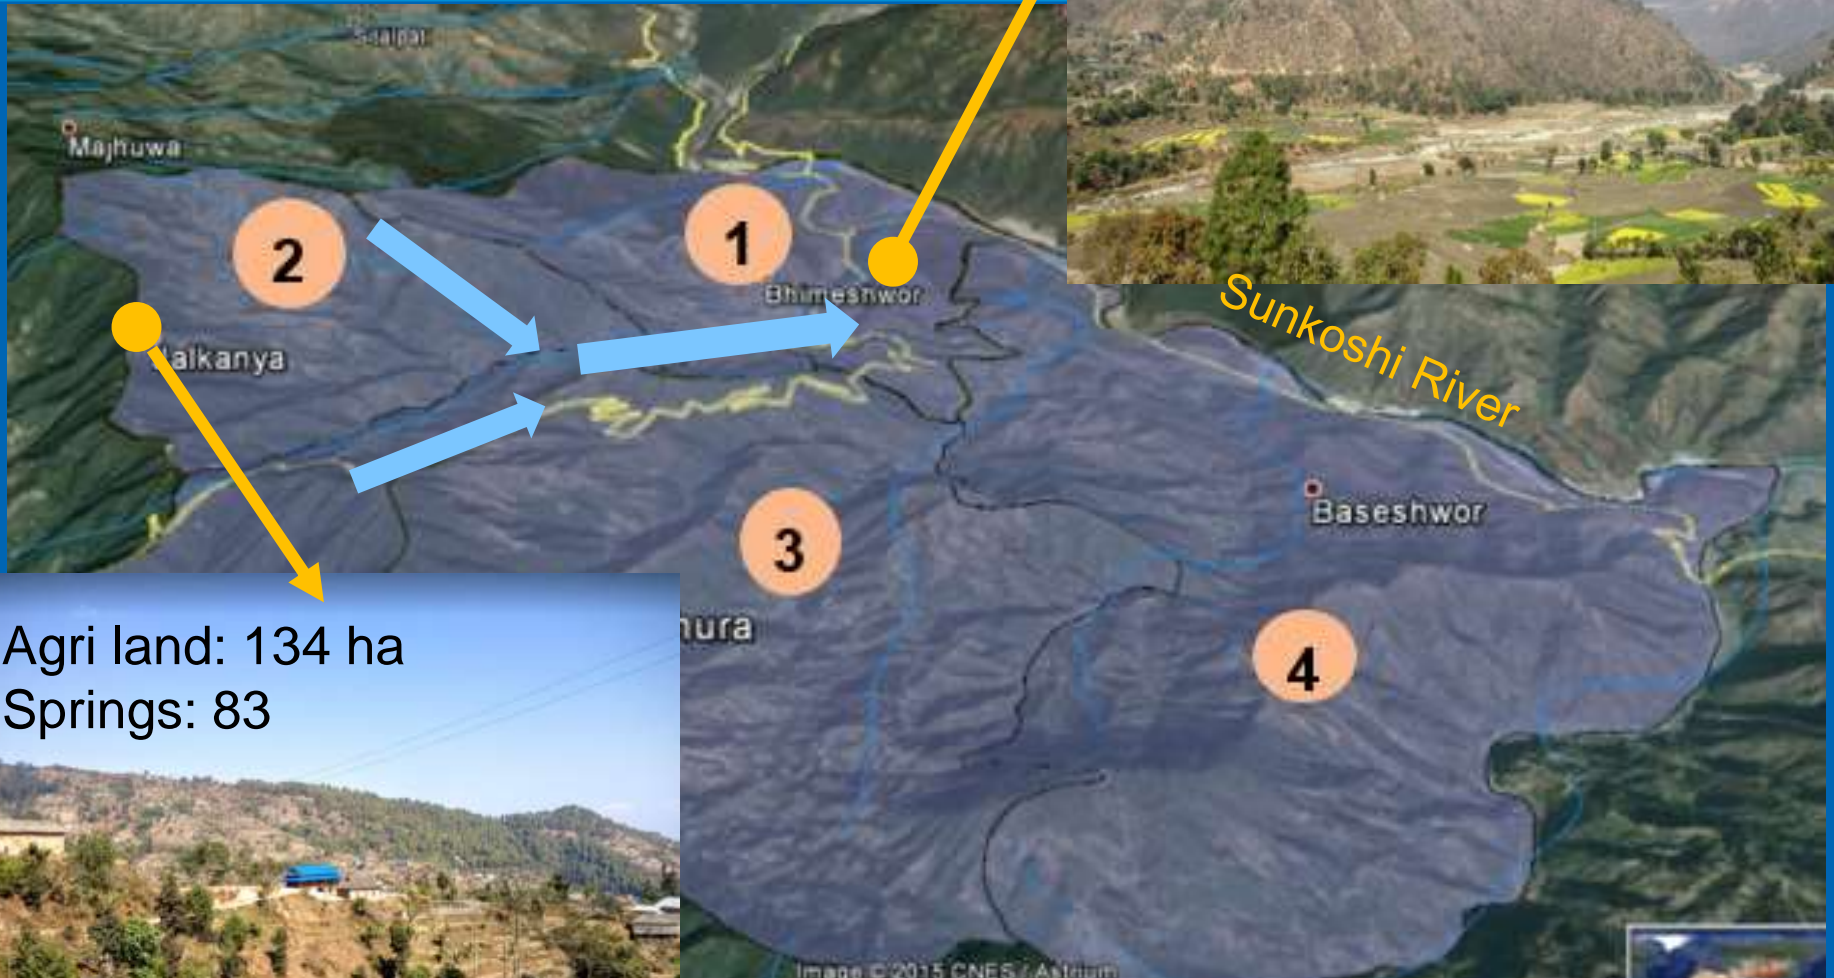 Majhuwa
2
1
Bhimeshwor
alkanya
Sunkoshi River
Baseshwor
3
4
Agri land: 134 ha
Springs: 83
Image © 2015 CNES / Astrium